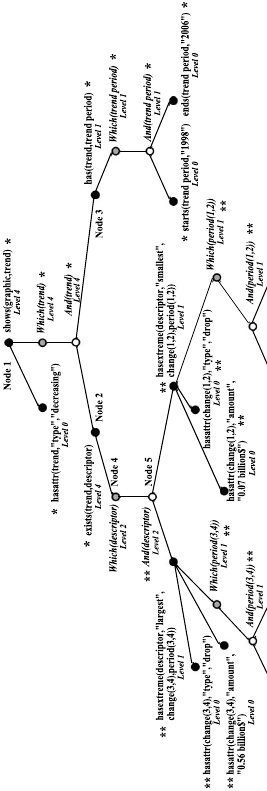 Node 1
shows(graphic,trend) *
Level 4
Which(trend) *
Level 4
* hasattr(trend,"type","decreasing")
Level 0
And(trend) *
Level 4
Node 2
* exists(trend,descriptor)
Level 4
Node 3
has(trend,trend period) *
Level 1
Which(trend period) *
Level 1
And(trend period) *
Level 1
* starts(trend period,"1998")
Level 0
ends(trend period,"2006") *
Level 0
Node 4
Which(descriptor)
Level 2
Node 5
** And(descriptor)
Level 2
hasextreme(descriptor,"smallest",
** change(1,2),period(1,2))
Level 1
hasextreme(descriptor,"largest",
** change(3,4),period(3,4))
Level 1
Which(period(1,2))
Level 1 **
hasattr(change(1,2),"type","drop")
Level 0 **
hasattr(change(1,2),"amount",
"0.07 billion$") Level 0
**
And(period(1,2)) **
Level 1
Which(period(3,4))
Level 1 **
** hasattr(change(3,4),"type","drop")
Level 0
** hasattr(change(3,4),"amount",
"0.56 billion$") Level 0
And(period(3,4)) **
Level 1